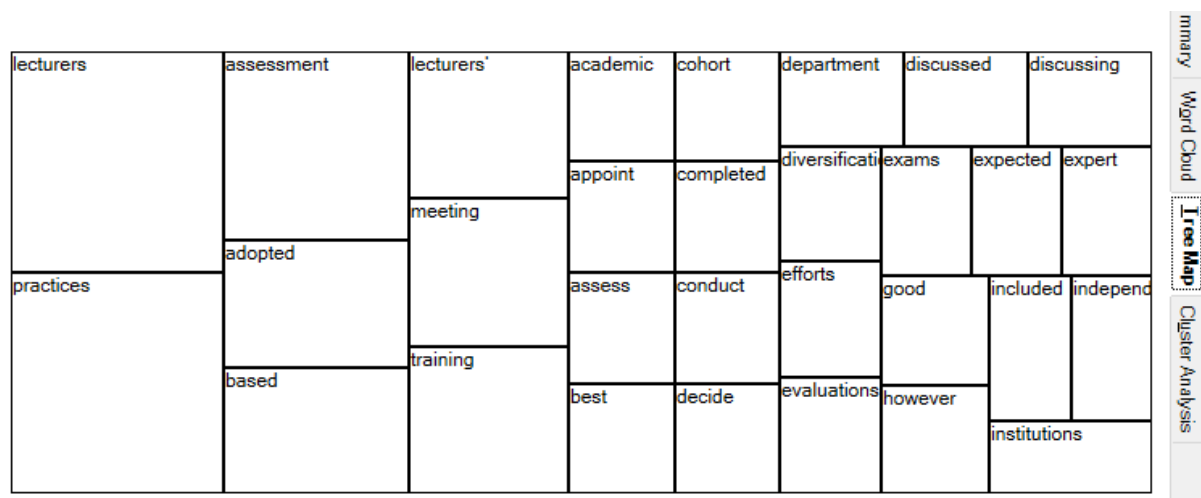 lecturers
assessment
lecturers'
academic
cohort
department
discussed
discussing
diversificati
exams
expected
expert
appoint
completed
meeting
adopted
efforts
practices
assess
conduct
good
included
independ
training
based
best
decide
evaluations
however
institutions
mmary
Word Cloud
Tree Map
Cluster Analysis